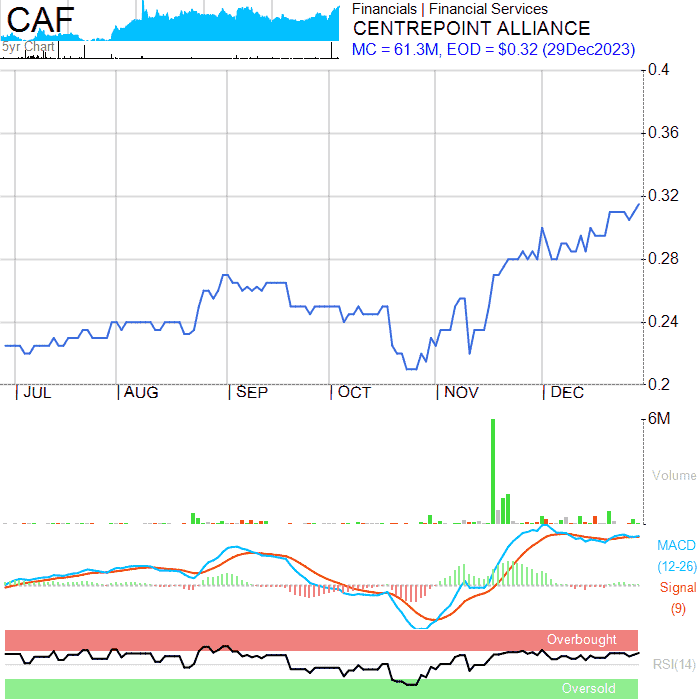 CAF
5yr Chart
Financials | Financial Services
CENTREPOINT ALLIANCE
MC = 61.3M, EOD = $0.32 (29Dec2023)
0.4
0.36
0.32
0.28
0.24
0.2
JUL AUG SEP OCT NOV DEC
6M
Volume
MACD
(12-26)
Signal
(9)
Overbought
RSI(14)
Oversold